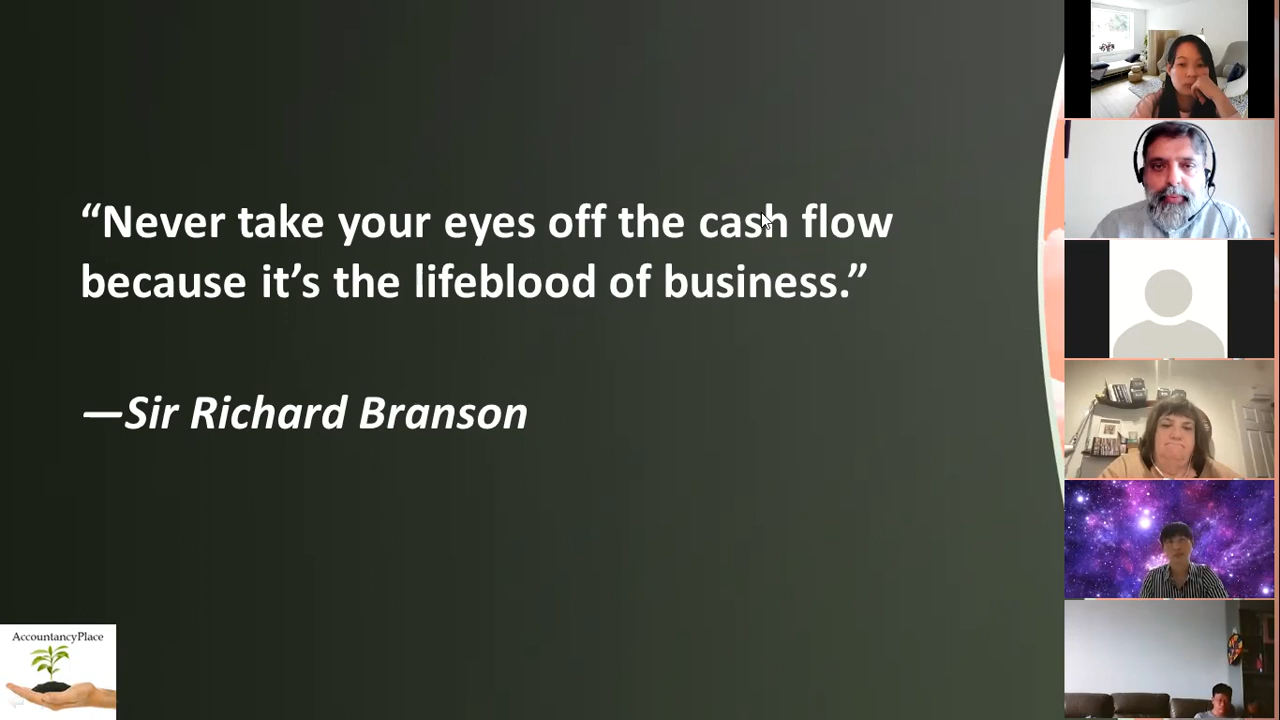 “Never take your eyes off the cash flow
because it’s the lifeblood of business.”
—Sir Richard Branson
AccountancyPlace